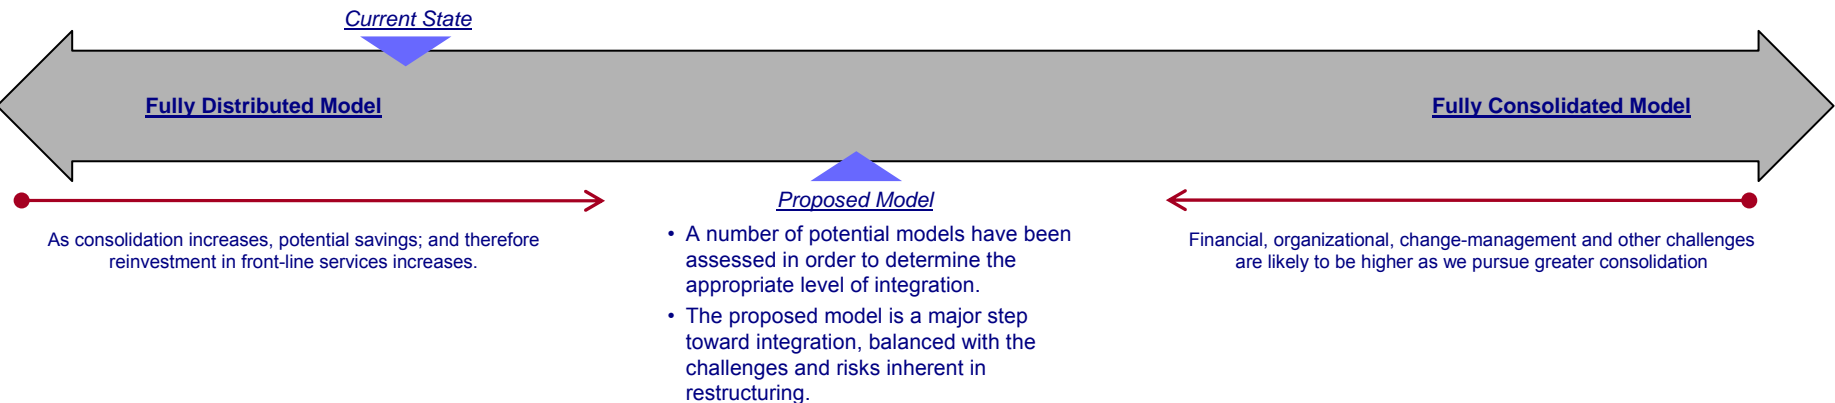 Current State
Fully Distributed Model
Fully Consolidated Model
Proposed Model
As consolidation increases, potential savings; and therefore
reinvestment in front-line services increases.
• A number of potential models have been
assessed in order to determine the
appropriate level of integration.
• The proposed model is a major step
toward integration, balanced with the
challenges and risks inherent in
restructuring.
Financial, organizational, change-management and other challenges
are likely to be higher as we pursue greater consolidation